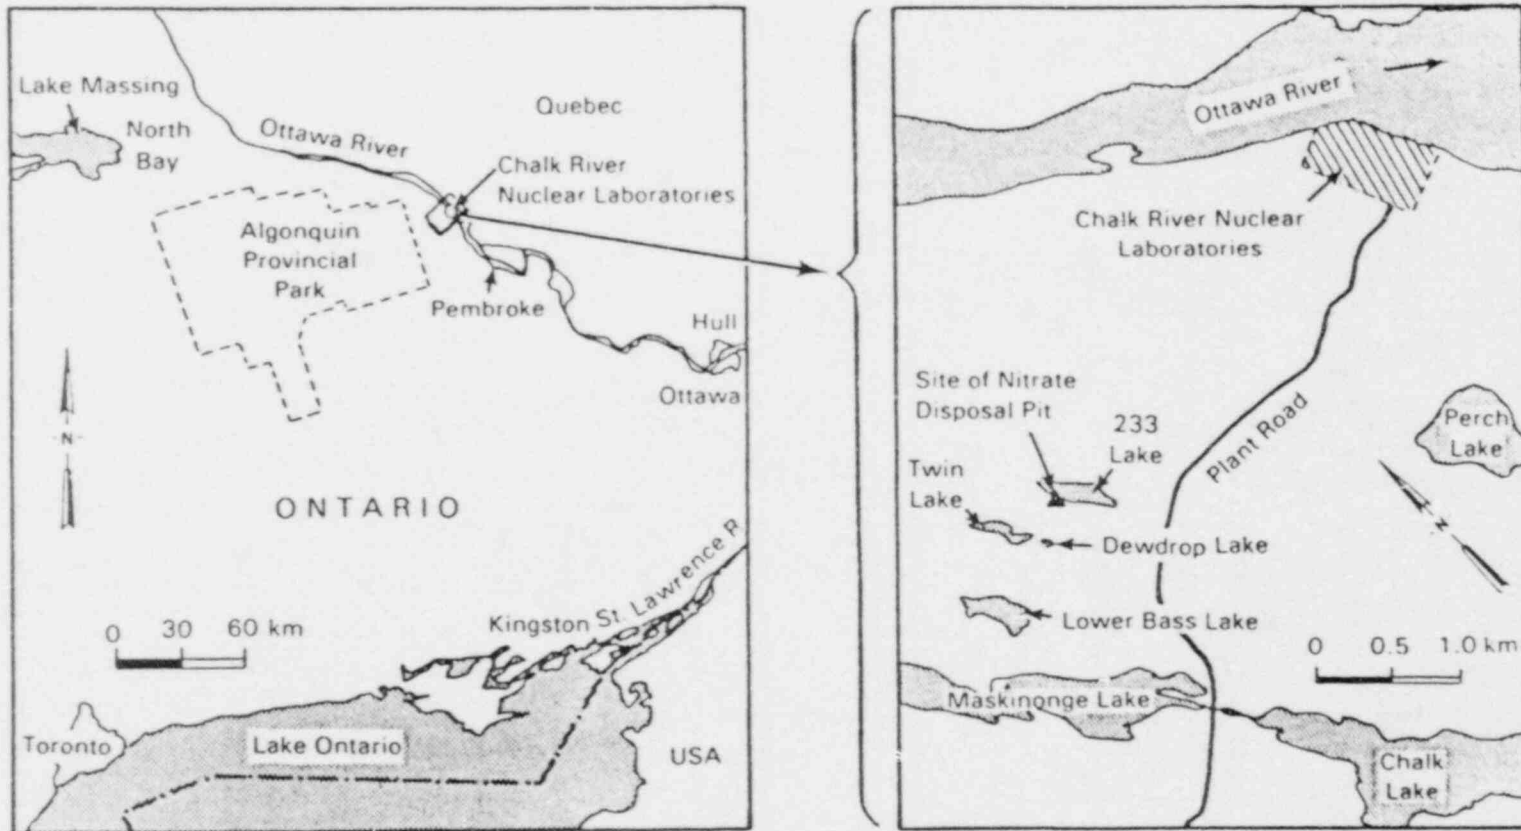 Lake Massing
North
Bay
Ottawa River
Quebec
Chalk River
Nuclear Laboratories
Algonquin
Provincial
Park
Pembroke
Hull
Ottawa
N
ONTARIO
Kingston
St. Lawrence R.
0 30 60 km
Toronto
Lake Ontario
USA
Ottawa River
Chalk River Nuclear
Laboratories
Site of Nitrate
Disposal Pit
233
Lake
Plant Road
Perch
Lake
Twin
Lake
N
Dewdrop Lake
Lower Bass Lake
0 0.5 1.0 km
Maskinonge Lake
Chalk
Lake